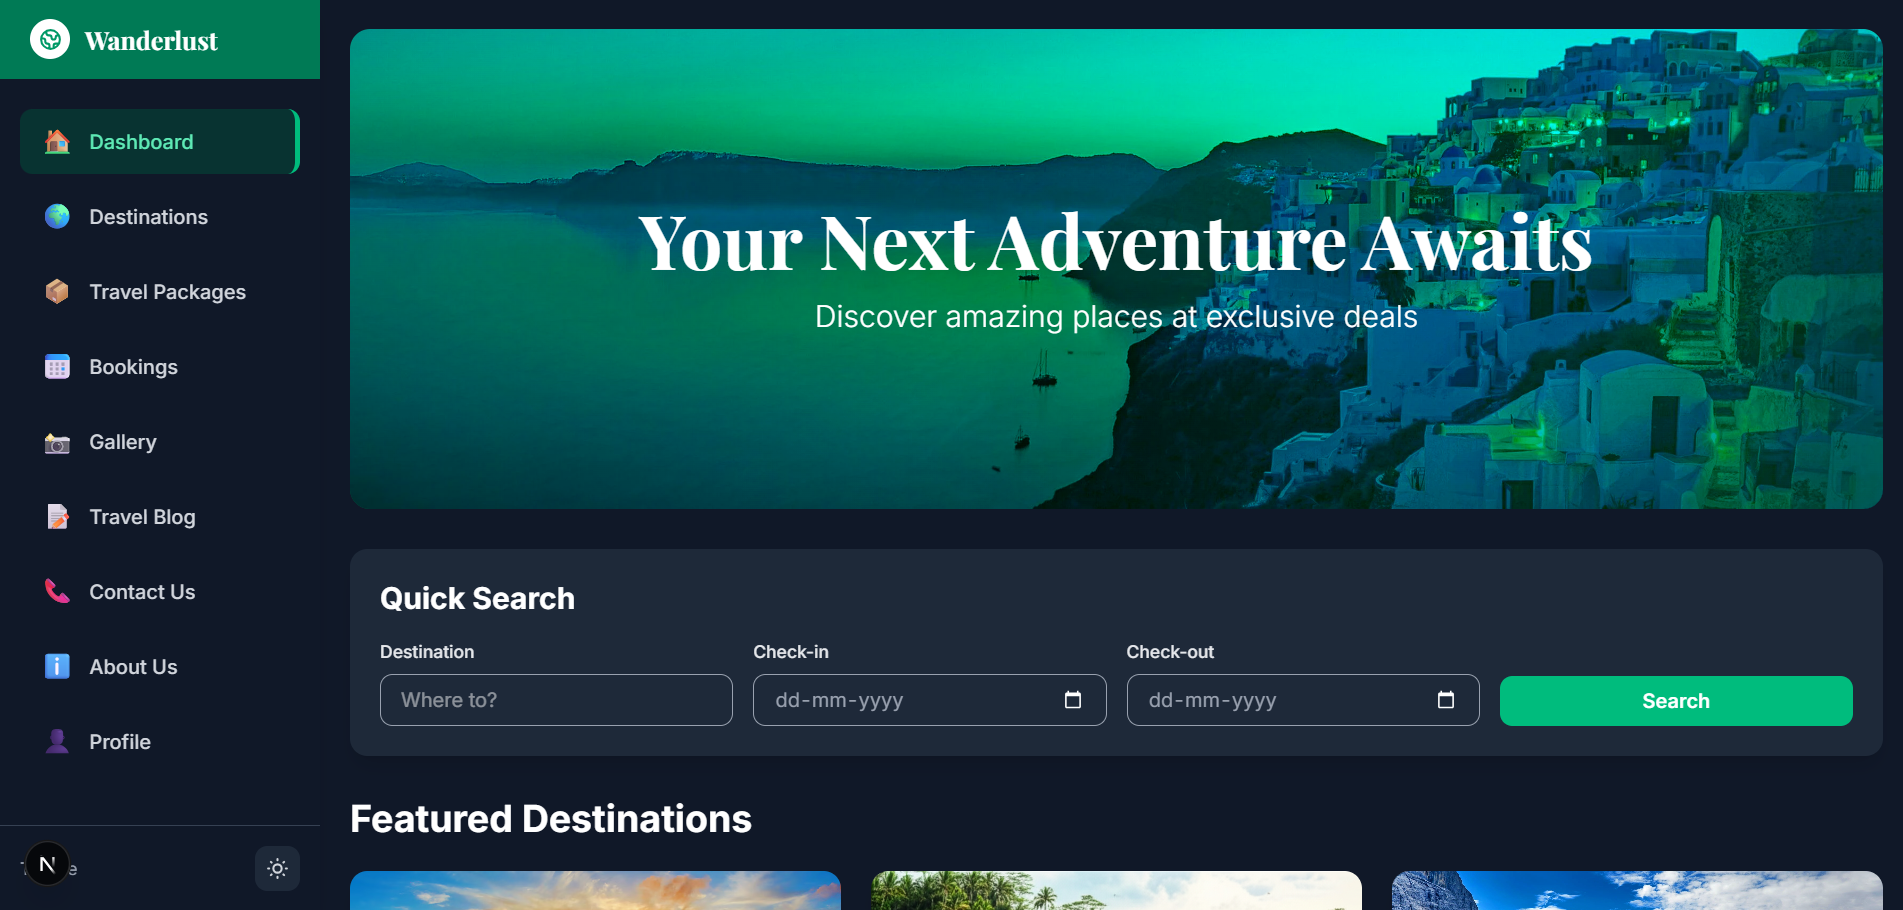 Wanderlust
Dashboard
Destinations
Travel Packages
Bookings
Gallery
Travel Blog
Contact Us
About Us
Profile
N
Your Next Adventure Awaits
Discover amazing places at exclusive deals
Quick Search
Destination
Check-in
Check-out
Where to?
dd-mm-yyyy
dd-mm-yyyy
Search
Featured Destinations